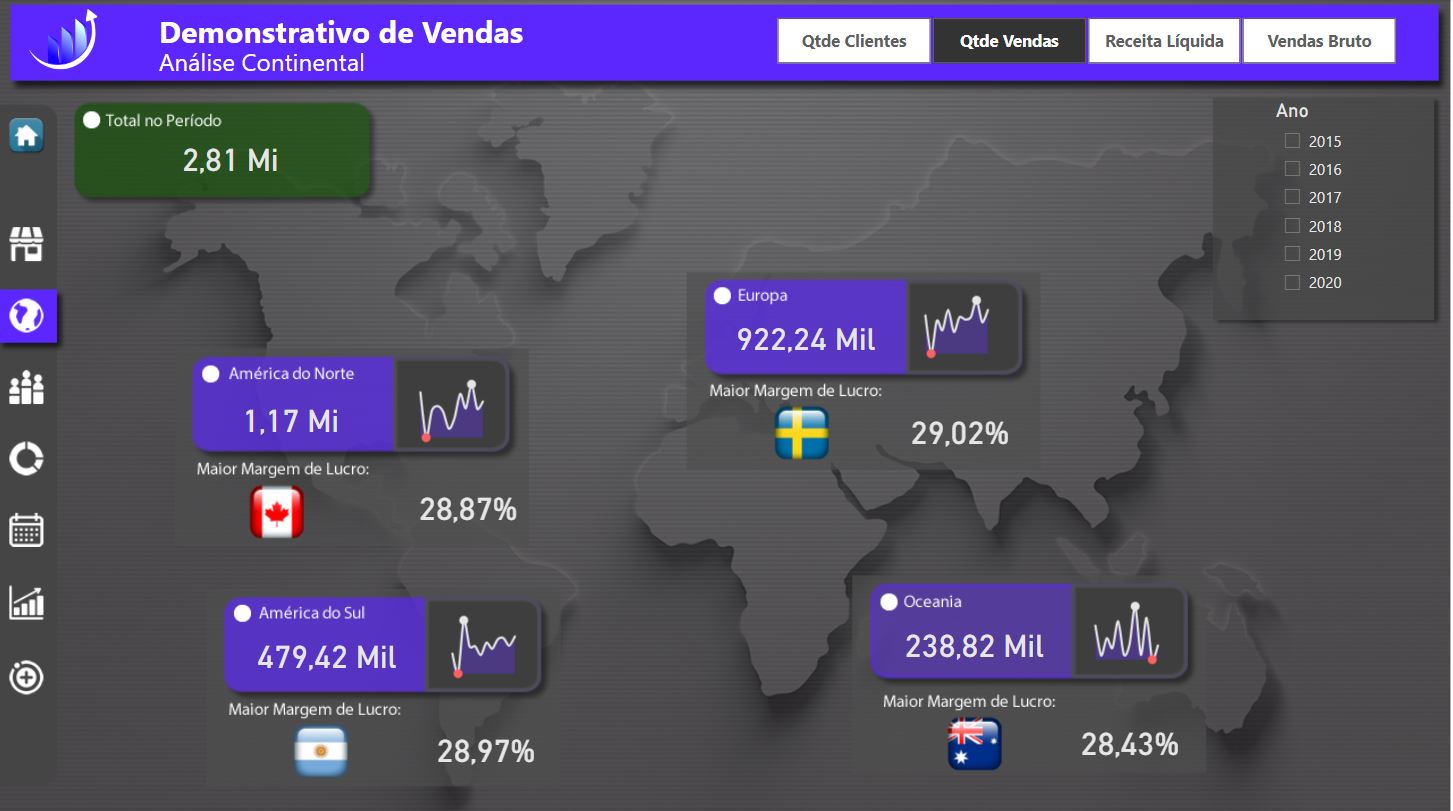 Demonstrativo de Vendas
Análise Continental
Qtde Clientes
Qtde Vendas
Receita Líquida
Vendas Bruto
Total no Período
2,81 Mi
Ano
2015
2016
2017
2018
2019
2020
Europa
922,24 Mil
Maior Margem de Lucro:
29,02%
América do Norte
1,17 Mi
Maior Margem de Lucro:
28,87%
América do Sul
479,42 Mil
Maior Margem de Lucro:
28,97%
Oceania
238,82 Mil
Maior Margem de Lucro:
28,43%